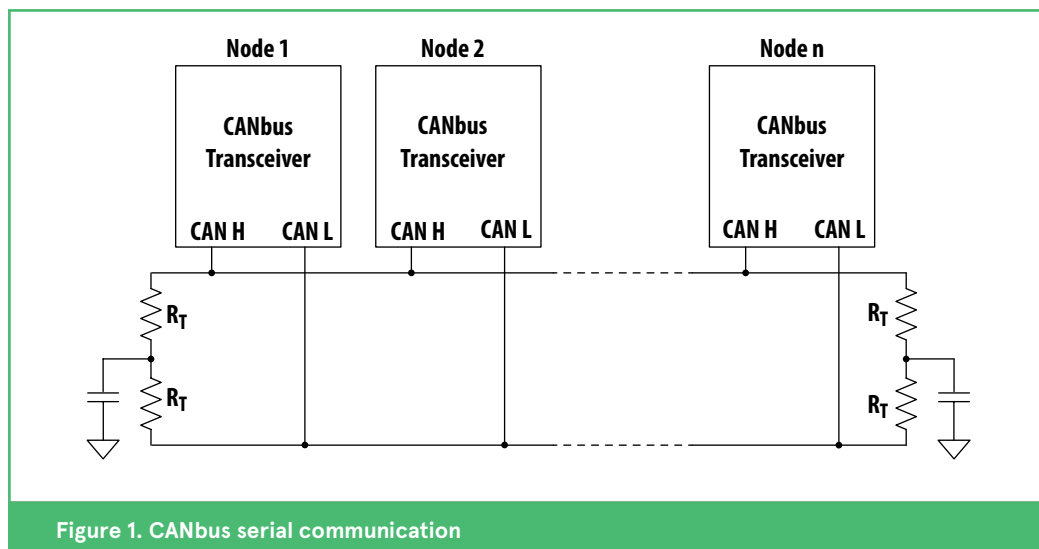 Node 1
Node 2
Node n
CANbus
Transceiver
CANbus
Transceiver
CANbus
Transceiver
CAN H
CAN L
CAN H
CAN L
CAN H
CAN L
RT
RT
RT
RT
Figure 1. CANbus serial communication